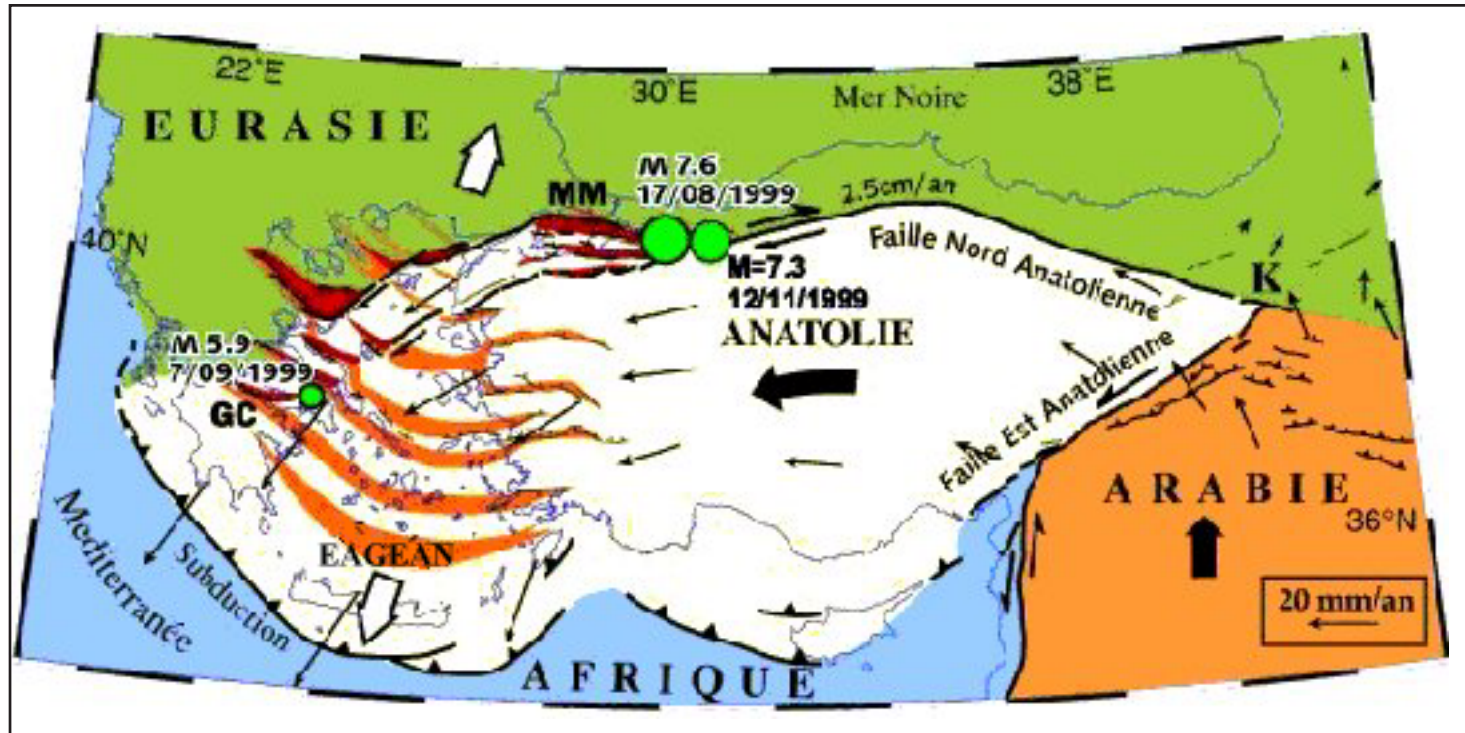 22°E
30°E
38°E
EURASIE
Mer Noire
M 7.6
17/08/1999
MM
2.5cm/an
40°N
Faille Nord Anatolienne
K
M=7.3
12/11/1999
ANATOLIE
M 5.9
7/09/1999
GC
Faille Est Anatolienne
ARABIE
36°N
EAGEAN
Subduction
Mediterranée
20 mm/an
AFRIQUE